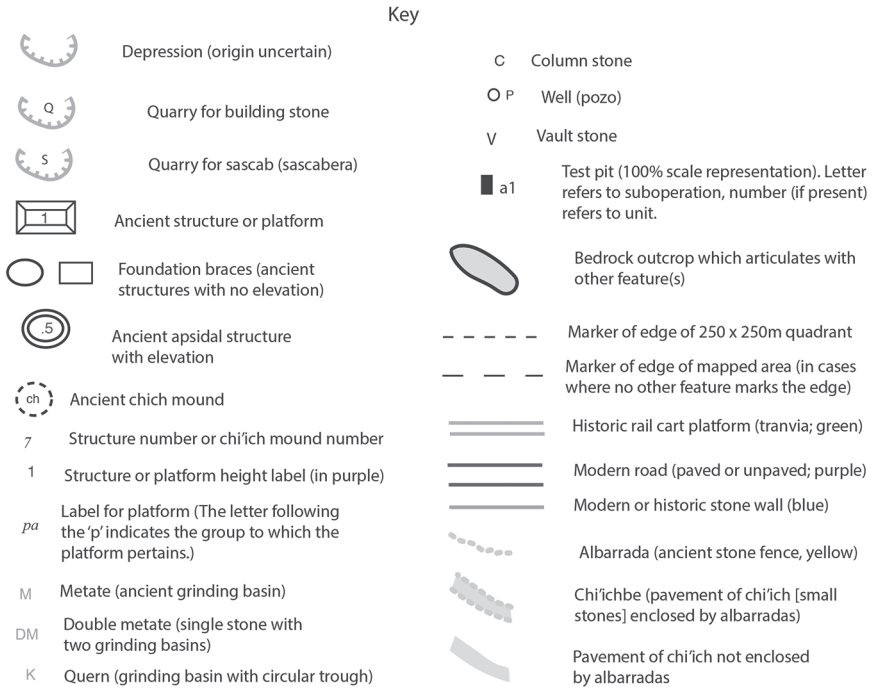 Key
Depression (origin uncertain)
Q
Quarry for building stone
S
Quarry for sascab (sascabera)
1
Ancient structure or platform
Foundation braces (ancient
structures with no elevation)
.5
Ancient apsidal structure
with elevation
ch
Ancient chich mound
7
Structure number or chi'ich mound number
1
Structure or platform height label (in purple)
pa
Label for platform (The letter following
the 'p' indicates the group to which the
platform pertains.)
M
Metate (ancient grinding basin)
DM
Double metate (single stone with
two grinding basins)
K
Quern (grinding basin with circular trough)
C
Column stone
P
Well (pozo)
V
Vault stone
a1
Test pit (100% scale representation). Letter
refers to suboperation, number (if present)
refers to unit.
Bedrock outcrop which articulates with
other feature(s)
Marker of edge of 250 x 250m quadrant
Marker of edge of mapped area (in cases
where no other feature marks the edge)
Historic rail cart platform (tranvia; green)
Modern road (paved or unpaved; purple)
Modern or historic stone wall (blue)
Albarrada (ancient stone fence, yellow)
Chi'ichbe (pavement of chi'ich [small
stones] enclosed by albarradas)
Pavement of chi'ich not enclosed
by albarradas